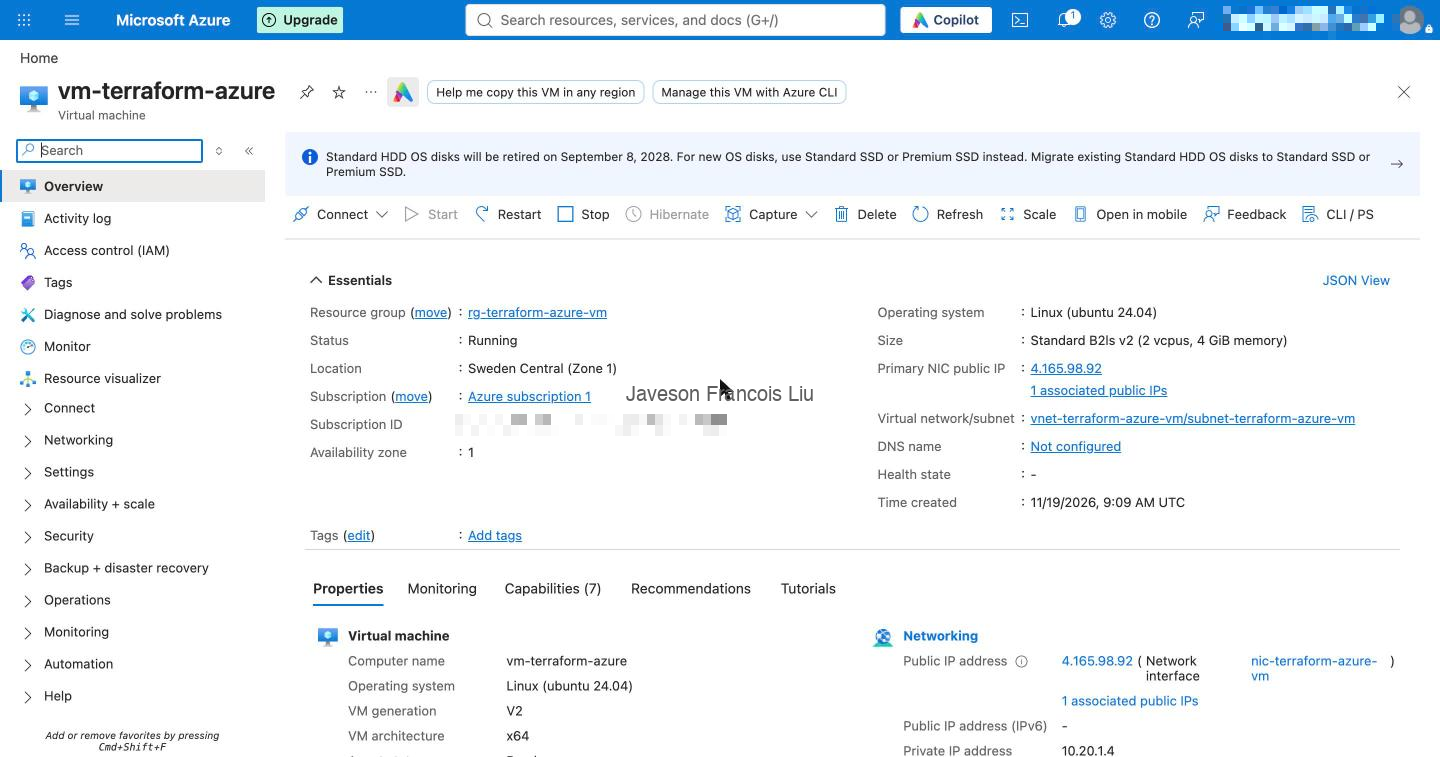 Microsoft Azure
Upgrade
Search resources, services, and docs (G+/)
Copilot
1
Home
vm-terraform-azure
Virtual machine
Help me copy this VM in any region
Manage this VM with Azure CLI
Search
Overview
Activity log
Access control (IAM)
Tags
Diagnose and solve problems
Monitor
Resource visualizer
Connect
Networking
Settings
Availability + scale
Security
Backup + disaster recovery
Operations
Monitoring
Automation
Help
Add or remove favorites by pressing
Cmd+Shift+F
Standard HDD OS disks will be retired on September 8, 2028. For new OS disks, use Standard SSD or Premium SSD instead. Migrate existing Standard HDD OS disks to Standard SSD or
Premium SSD.
Connect Start Restart Stop Hibernate Capture Delete Refresh Scale Open in mobile Feedback CLI / PS
Essentials
JSON View
Resource group (move) : rg-terraform-azure-vm
Status : Running
Location : Sweden Central (Zone 1)
Subscription (move) : Azure subscription 1
Javeson Francois Liu
Subscription ID
Availability zone : 1
Operating system : Linux (ubuntu 24.04)
Size : Standard B2ls v2 (2 vcpus, 4 GiB memory)
Primary NIC public IP : 4.165.98.92
1 associated public IPs
Virtual network/subnet : vnet-terraform-azure-vm/subnet-terraform-azure-vm
DNS name : Not configured
Health state : -
Time created : 11/19/2026, 9:09 AM UTC
Tags (edit) : Add tags
Properties Monitoring Capabilities (7) Recommendations Tutorials
Virtual machine
Computer name vm-terraform-azure
Operating system Linux (ubuntu 24.04)
VM generation V2
VM architecture x64
Networking
Public IP address 4.165.98.92 ( Network interface nic-terraform-azure-vm )
1 associated public IPs
Public IP address (IPv6) -
Private IP address 10.20.1.4